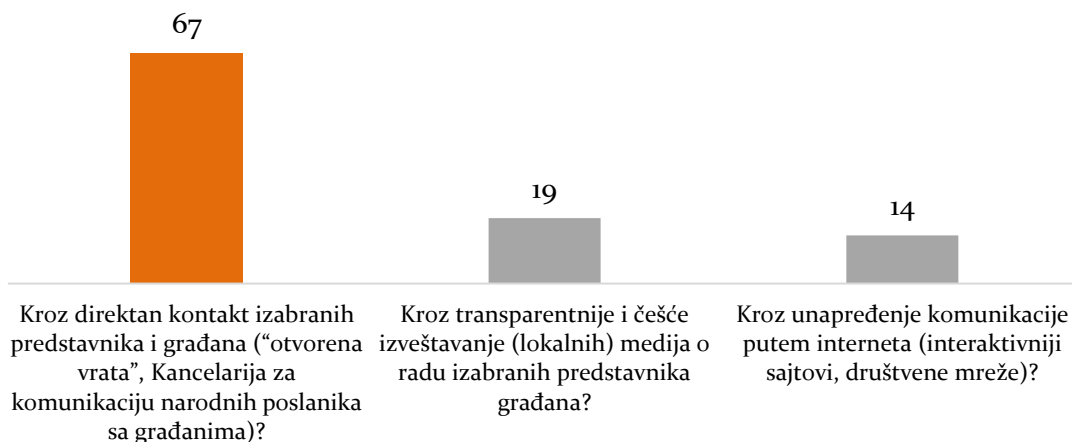 67
19
14
Kroz direktan kontakt izabranih
predstavnika i građana (“otvorena
vrata”, Kancelarija za
komunikaciju narodnih poslanika
sa građanima)?
Kroz transparentnije i češće
izveštavanje (lokalnih) medija o
radu izabranih predstavnika
građana?
Kroz unapređenje komunikacije
putem interneta (interaktivniji
sajtovi, društvene mreže)?